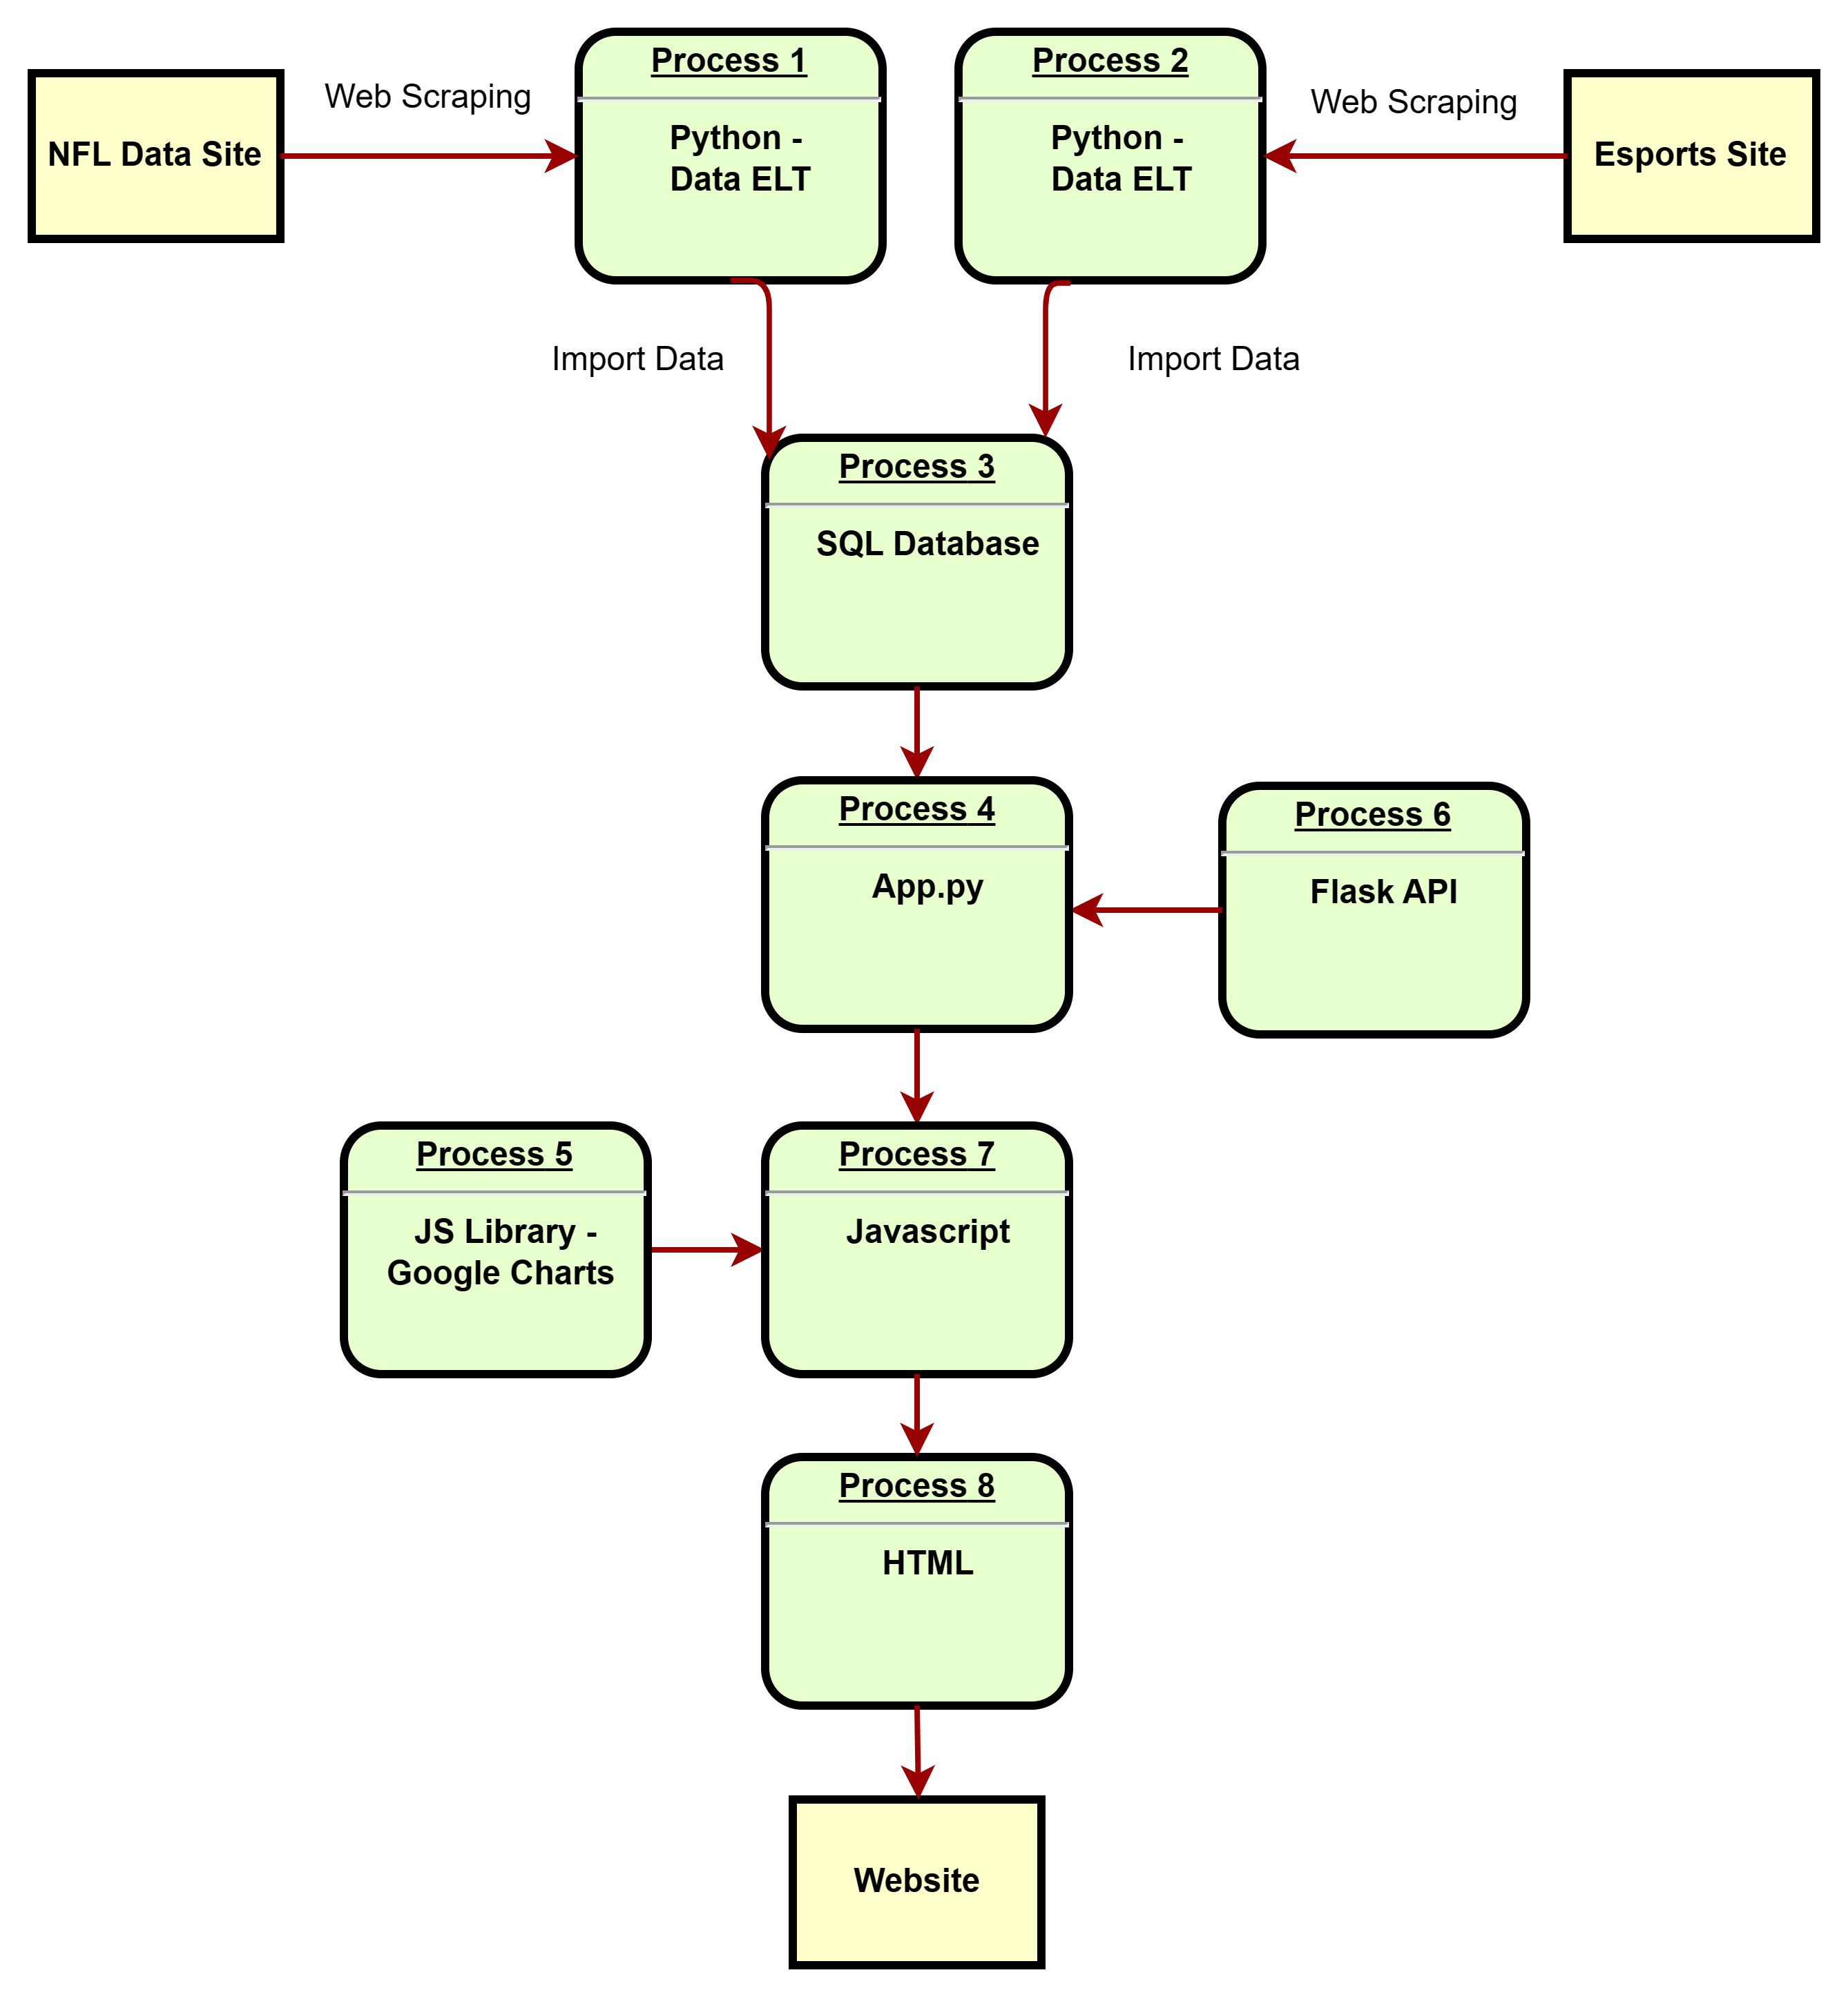 Process 1
Process 2
NFL Data Site
Web Scraping
Python -
Data ELT
Python -
Data ELT
Web Scraping
Esports Site
Import Data
Import Data
Process 3
SQL Database
Process 4
App.py
Process 6
Flask API
Process 5
JS Library -
Google Charts
Process 7
Javascript
Process 8
HTML
Website